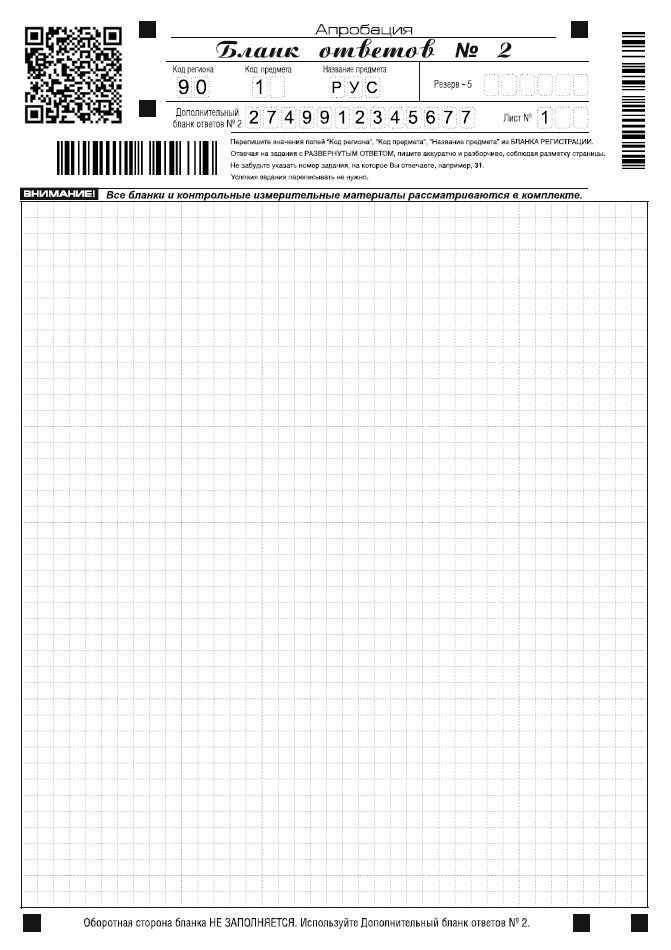 Апробация
Бланк ответов № 2
Код региона Код предмета Название предмета
90 1 РУС Резерв - 5
Дополнительный бланк ответов № 2 2749912345677 Лист № 1
Перепишите значения полей "Код региона", "Код предмета", "Название предмета" из БЛАНКА РЕГИСТРАЦИИ.
Отвечая на задания с РАЗВЕРНУТЫМ ОТВЕТОМ, пишите аккуратно и разборчиво, соблюдая разметку страницы.
Не забудьте указать номер задания, на которое Вы отвечаете, например, 31.
Условия задания переписывать не нужно.
ВНИМАНИЕ! Все бланки и контрольные измерительные материалы рассматриваются в комплекте.
Оборотная сторона бланка НЕ ЗАПОЛНЯЕТСЯ. Используйте Дополнительный бланк ответов № 2.